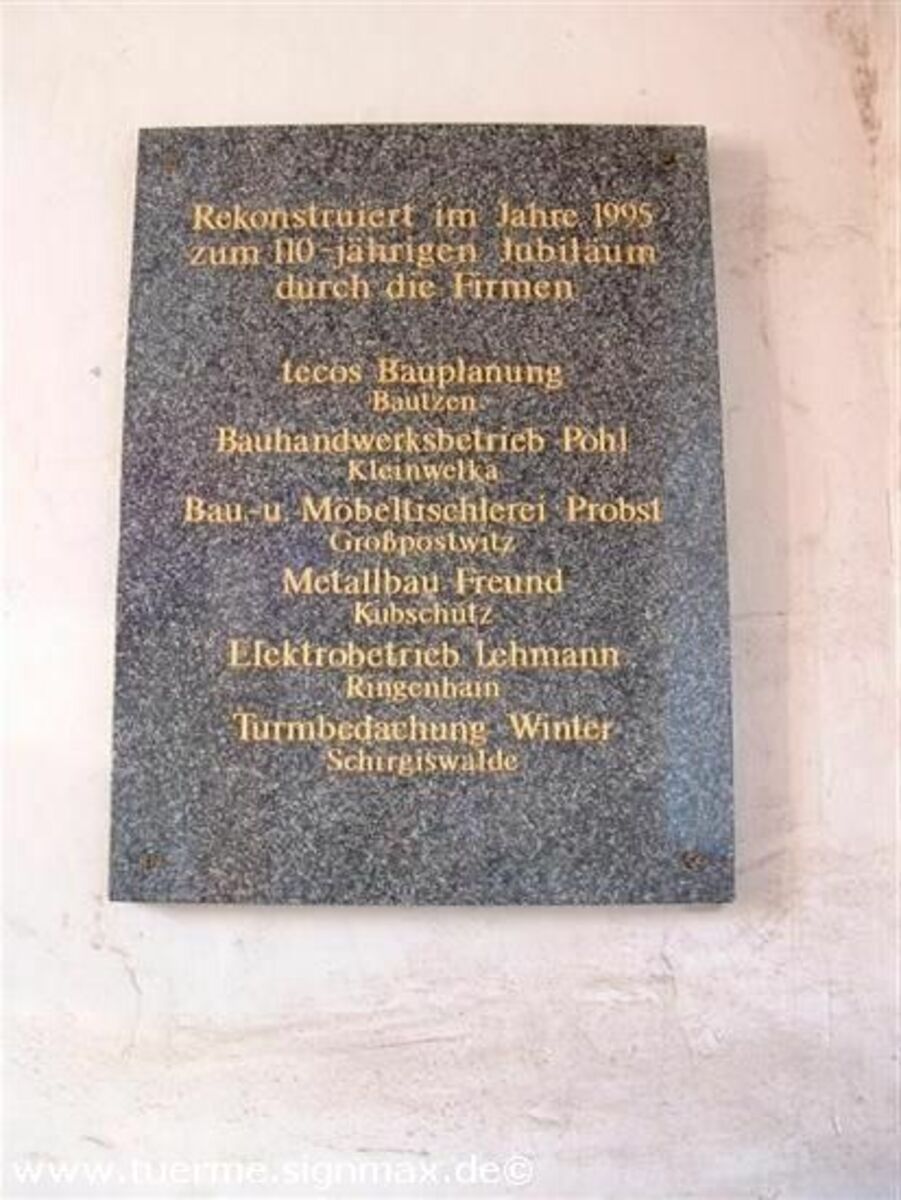 Rekonstruiert im Jahre 1995
zum 110-jährigen Jubiläum
durch die Firmen
tecos Bauplanung
Bautzen
Bauhandwerksbetrieb Pohl
Kleinwelka
Bau.-u. Möbeltischlerei Probst
Großpostwitz
Metallbau Freund
Kubschütz
Elektrobetrieb Lehmann
Ringenhain
Turmbedachung Winter
Schirgiswalde
www.tuerme.signmax.de©